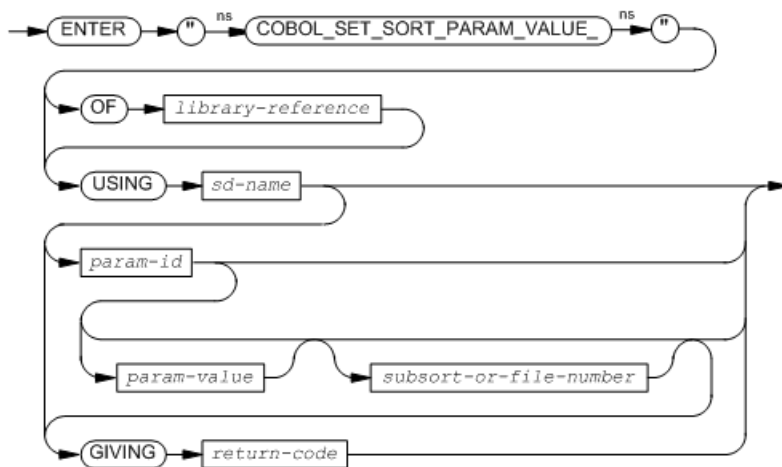 ENTER " ns COBOL_SET_SORT_PARAM_VALUE_ ns "
OF library-reference
USING sd-name
param-id
param-value subsort-or-file-number
GIVING return-code